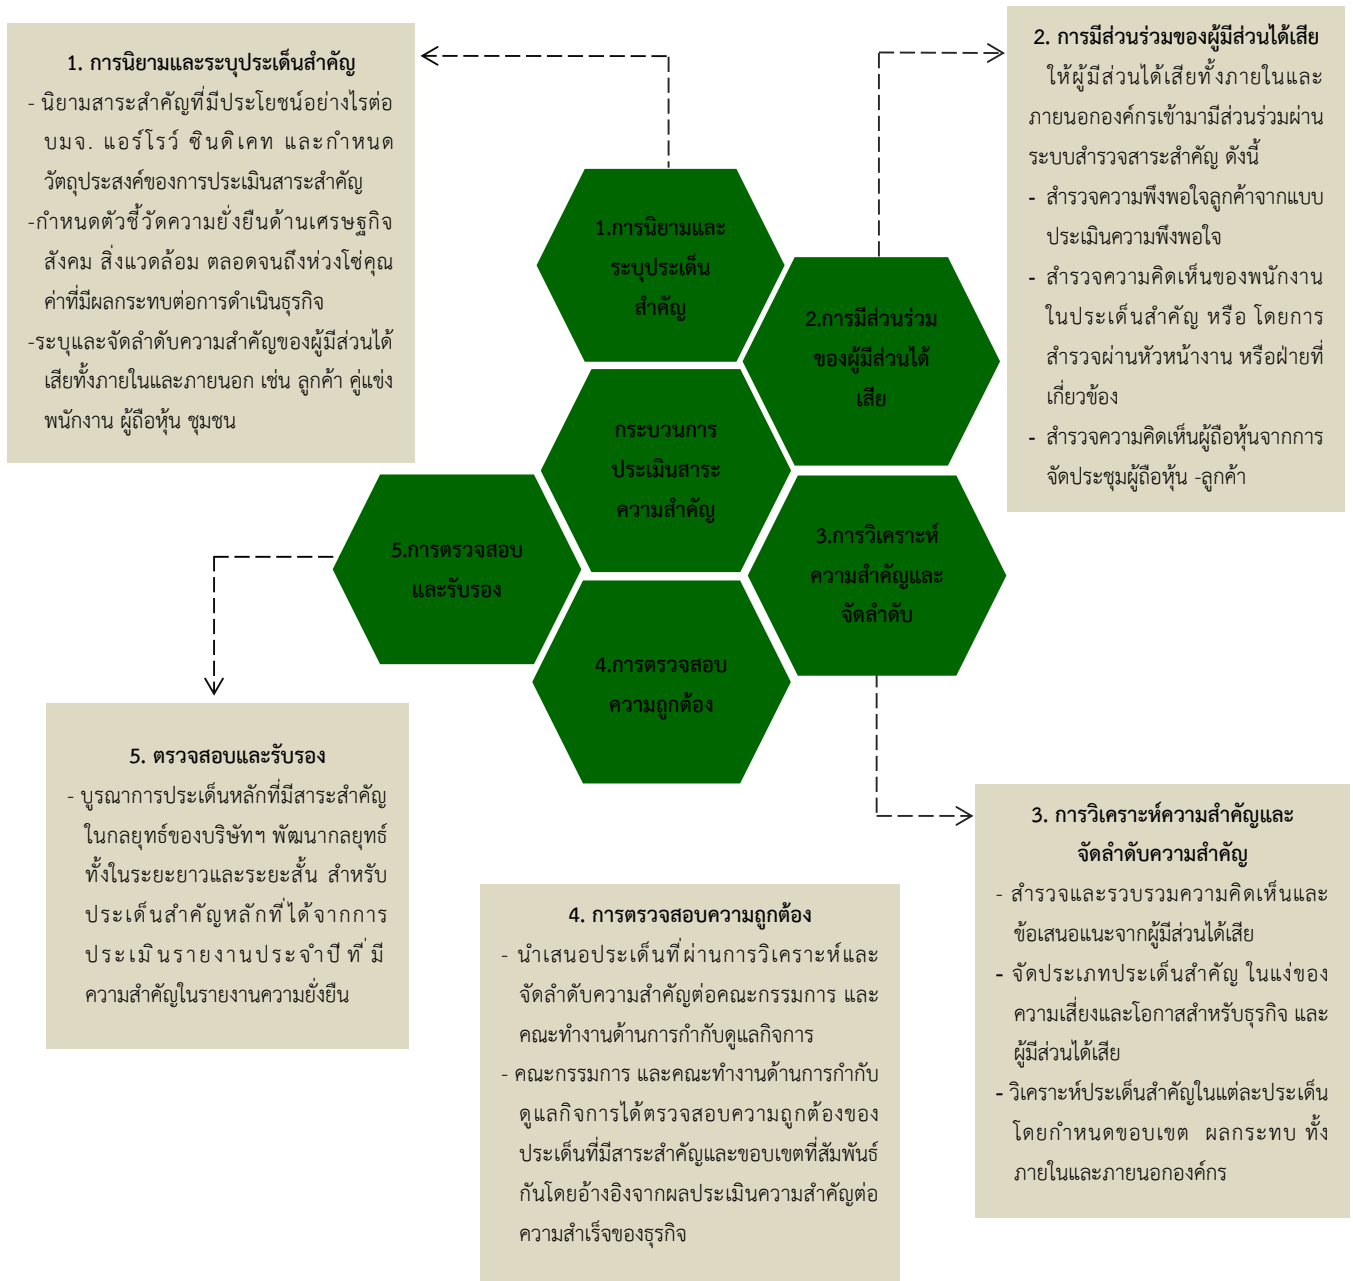 1. การนิยามและระบุประเด็นสำคัญ
- นิยามสาระสำคัญที่มีประโยชน์อย่างไรต่อ
บมจ. แอร์โรว์ ซินดิเคท และกำหนด
วัตถุประสงค์ของการประเมินสาระสำคัญ
-กำหนดตัวชี้วัดความยั่งยืนด้านเศรษฐกิจ
สังคม สิ่งแวดล้อม ตลอดจนถึงห่วงโซ่คุณ
ค่าที่มีผลกระทบต่อการดำเนินธุรกิจ
-ระบุและจัดลำดับความสำคัญของผู้มีส่วนได้
เสียทั้งภายในและภายนอก เช่น ลูกค้า คู่แข่ง
พนักงาน ผู้ถือหุ้น ชุมชน
2. การมีส่วนร่วมของผู้มีส่วนได้เสีย
ให้ผู้มีส่วนได้เสียทั้งภายในและ
ภายนอกองค์กรเข้ามามีส่วนร่วมผ่าน
ระบบสำรวจสาระสำคัญ ดังนี้
- สำรวจความพึงพอใจลูกค้าจากแบบ
ประเมินความพึงพอใจ
- สำรวจความคิดเห็นของพนักงาน
ในประเด็นสำคัญ หรือ โดยการ
สำรวจผ่านหัวหน้างาน หรือฝ่ายที่
เกี่ยวข้อง
- สำรวจความคิดเห็นผู้ถือหุ้นจากการ
จัดประชุมผู้ถือหุ้น -ลูกค้า
1.การนิยามและ
ระบุประเด็น
สำคัญ
2.การมีส่วนร่วม
ของผู้มีส่วนได้
เสีย
กระบวนการ
ประเมินสาระ
ความสำคัญ
3.การวิเคราะห์
ความสำคัญและ
จัดลำดับ
5.การตรวจสอบ
และรับรอง
4.การตรวจสอบ
ความถูกต้อง
5. ตรวจสอบและรับรอง
- บูรณาการประเด็นหลักที่มีสาระสำคัญ
ในกลยุทธ์ของบริษัทฯ พัฒนากลยุทธ์
ทั้งในระยะยาวและระยะสั้น สำหรับ
ประเด็นสำคัญหลักที่ได้จากการ
ประเมินรายงานประจำปี ที่มี
ความสำคัญในรายงานความยั่งยืน
4. การตรวจสอบความถูกต้อง
- นำเสนอประเด็นที่ผ่านการวิเคราะห์และ
จัดลำดับความสำคัญต่อคณะกรรมการ และ
คณะทำงานด้านการกำกับดูแลกิจการ
- คณะกรรมการ และคณะทำงานด้านการกำกับ
ดูแลกิจการได้ตรวจสอบความถูกต้องของ
ประเด็นที่มีสาระสำคัญและขอบเขตที่สัมพันธ์
กันโดยอ้างอิงจากผลประเมินความสำคัญต่อ
ความสำเร็จของธุรกิจ
3. การวิเคราะห์ความสำคัญและ
จัดลำดับความสำคัญ
- สำรวจและรวบรวมความคิดเห็นและ
ข้อเสนอแนะจากผู้มีส่วนได้เสีย
- จัดประเภทประเด็นสำคัญ ในแง่ของ
ความเสี่ยงและโอกาสสำหรับธุรกิจ และ
ผู้มีส่วนได้เสีย
- วิเคราะห์ประเด็นสำคัญในแต่ละประเด็น
โดยกำหนดขอบเขต ผลกระทบ ทั้ง
ภายในและภายนอกองค์กร